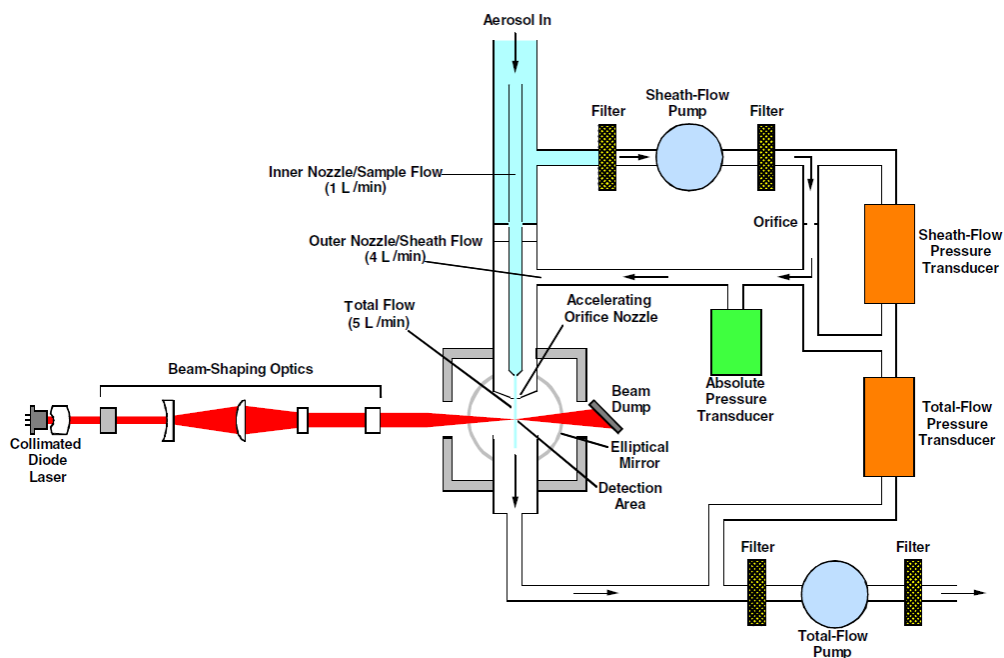 Aerosol In
Filter
Sheath-Flow
Pump
Filter
Inner Nozzle/Sample Flow
(1 L/min)
Orifice
Outer Nozzle/Sheath Flow
(4 L/min)
Sheath-Flow
Pressure
Transducer
Total Flow
(5 L/min)
Accelerating
Orifice Nozzle
Beam-Shaping Optics
Absolute
Pressure
Transducer
Beam
Dump
Total-Flow
Pressure
Transducer
Collimated
Diode
Laser
Elliptical
Mirror
Detection
Area
Filter
Filter
Total-Flow
Pump